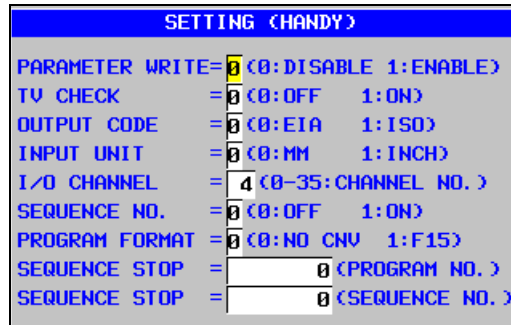 SETTING (HANDY)
PARAMETER WRITE=0(0:DISABLE 1:ENABLE)
TV CHECK =0(0:OFF 1:ON)
OUTPUT CODE =0(0:EIA 1:ISO)
INPUT UNIT =0(0:MM 1:INCH)
I/O CHANNEL = 4(0-35:CHANNEL NO.)
SEQUENCE NO. =0(0:OFF 1:ON)
PROGRAM FORMAT =0(0:NO CNV 1:F15)
SEQUENCE STOP = 0(PROGRAM NO.)
SEQUENCE STOP = 0(SEQUENCE NO.)